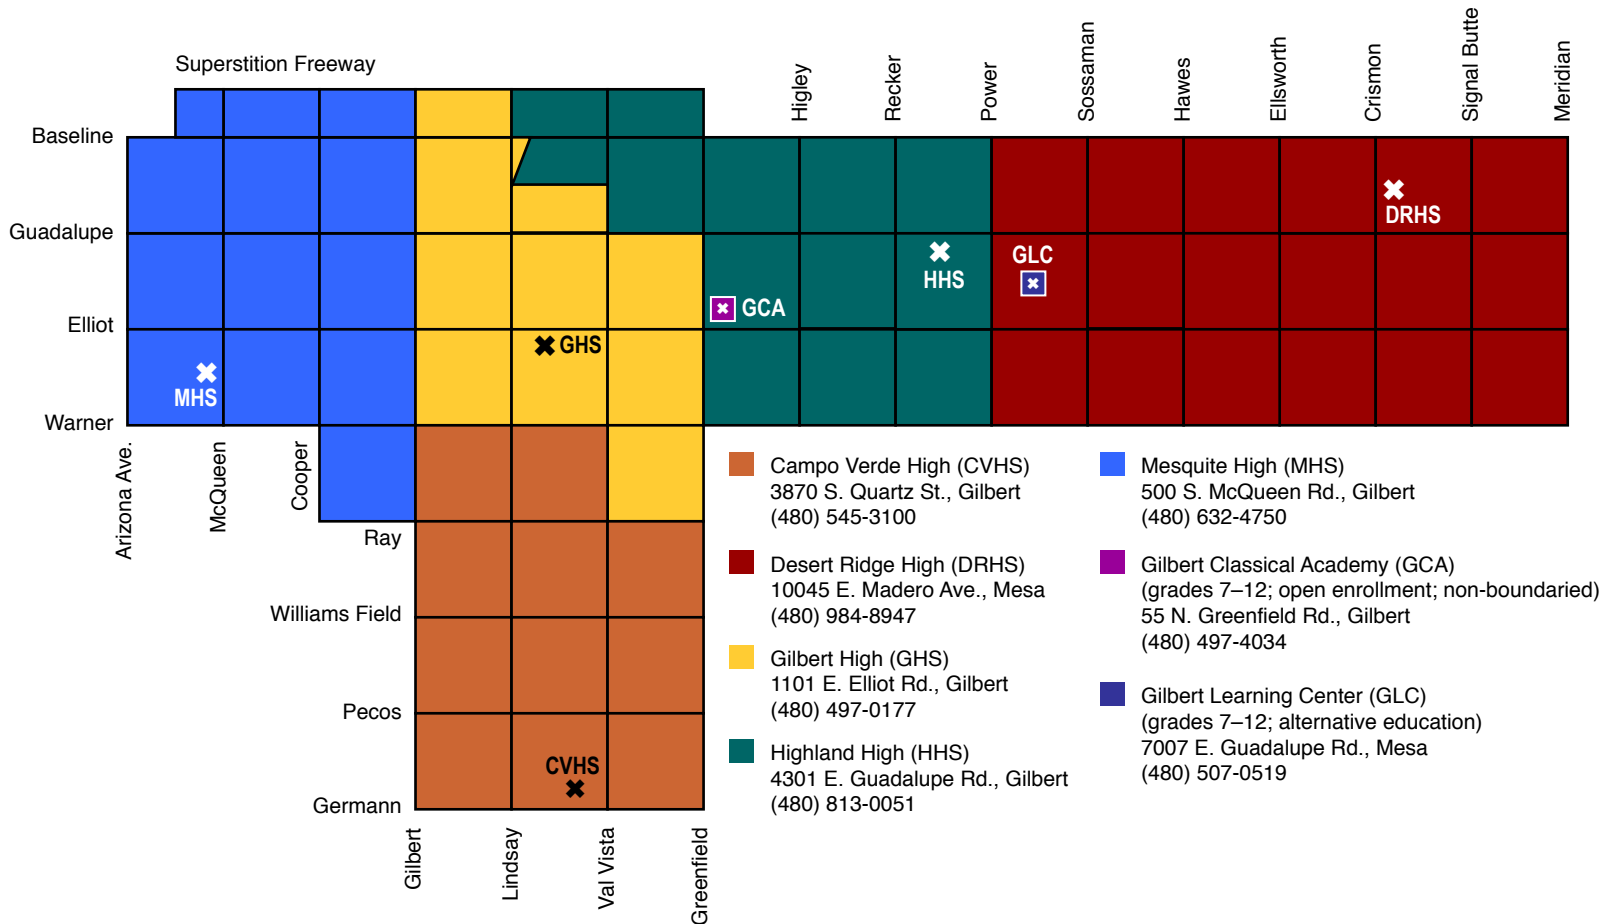 Superstition Freeway
Higley
Recker
Power
Sossaman
Hawes
Ellsworth
Crismon
Signal Butte
Meridian
Baseline
Guadalupe
Elliot
Warner
DRHS
GLC
HHS
GCA
GHS
MHS
Arizona Ave.
McQueen
Cooper
Ray
Williams Field
Pecos
Germann
CVHS
Gilbert
Lindsay
Val Vista
Greenfield
Campo Verde High (CVHS)
3870 S. Quartz St., Gilbert
(480) 545-3100
Desert Ridge High (DRHS)
10045 E. Madero Ave., Mesa
(480) 984-8947
Gilbert High (GHS)
1101 E. Elliot Rd., Gilbert
(480) 497-0177
Highland High (HHS)
4301 E. Guadalupe Rd., Gilbert
(480) 813-0051
Mesquite High (MHS)
500 S. McQueen Rd., Gilbert
(480) 632-4750
Gilbert Classical Academy (GCA)
(grades 7–12; open enrollment; non-boundaried)
55 N. Greenfield Rd., Gilbert
(480) 497-4034
Gilbert Learning Center (GLC)
(grades 7–12; alternative education)
7007 E. Guadalupe Rd., Mesa
(480) 507-0519